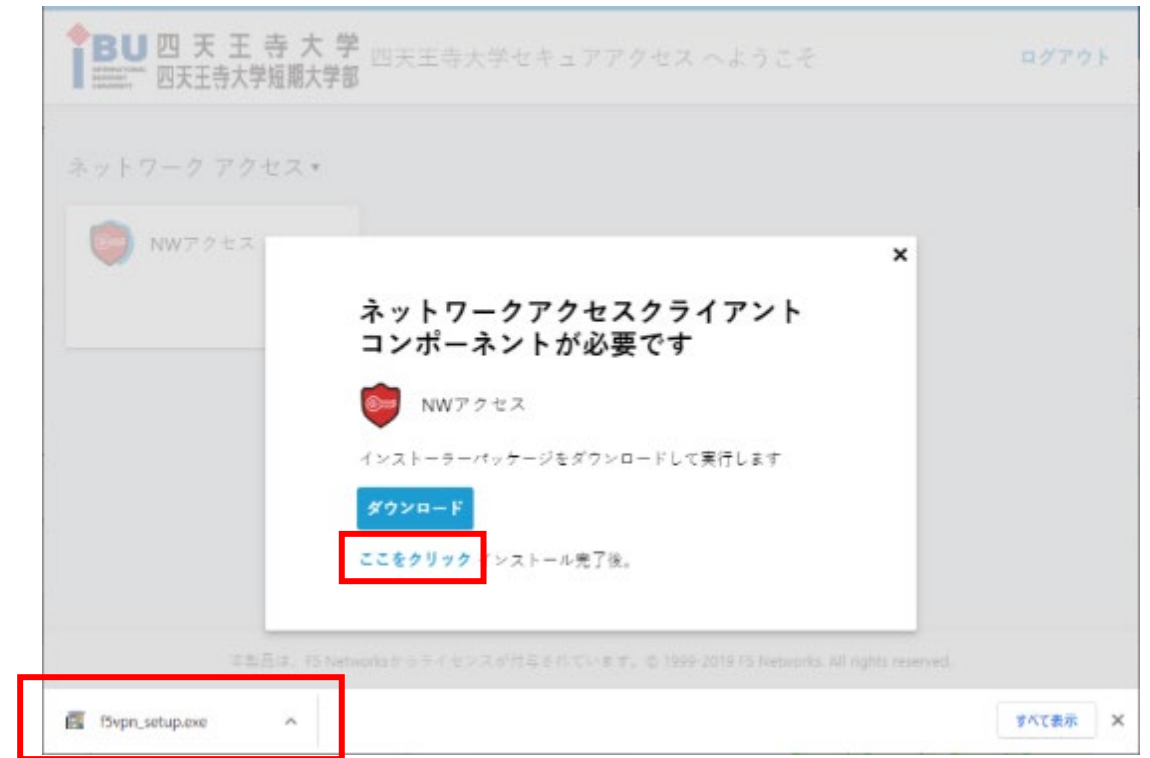 iBU 四天王寺大学
四天王寺大学短期大学部
四天王寺大学セキュアアクセス へようこそ
ログアウト
ネットワーク アクセス▾
NWアクセス
×
ネットワークアクセスクライアント
コンポーネントが必要です
NWアクセス
インストーラーパッケージをダウンロードして実行します
ダウンロード
ここをクリック インストール完了後。
本製品は、F5 Networksからライセンスが付与されています。© 1999-2019 F5 Networks. All rights reserved.
f5vpn_setup.exe
すべて表示 ×